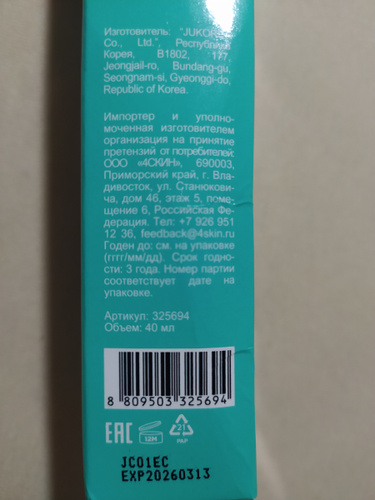 Изготовитель: "JUKO
Co., Ltd.", Республика
Корея, B1802, 177,
Jeongjail-ro, Bundang-gu,
Seongnam-si, Gyeonggi-do,
Republic of Korea.
Импортер и уполно-
моченная изготовителем
организация на принятие
претензий от потребителей:
ООО «4СКИН», 690003,
Приморский край, г. Вла-
дивосток, ул. Станюкови-
ча, дом 4б, этаж 5, поме-
щение 6, Российская Фе-
дерация. Тел: +7 926 951
12 36, feedback@4skin.ru
Годен до: см. на упаковке
(гггг/мм/дд). Срок годно-
сти: 3 года. Номер партии
соответствует дате на
упаковке.
Артикул: 325694
Объем: 40 мл
8 809503 325694
EAC
12M
21
PAP
JC01EC
EXP20260313